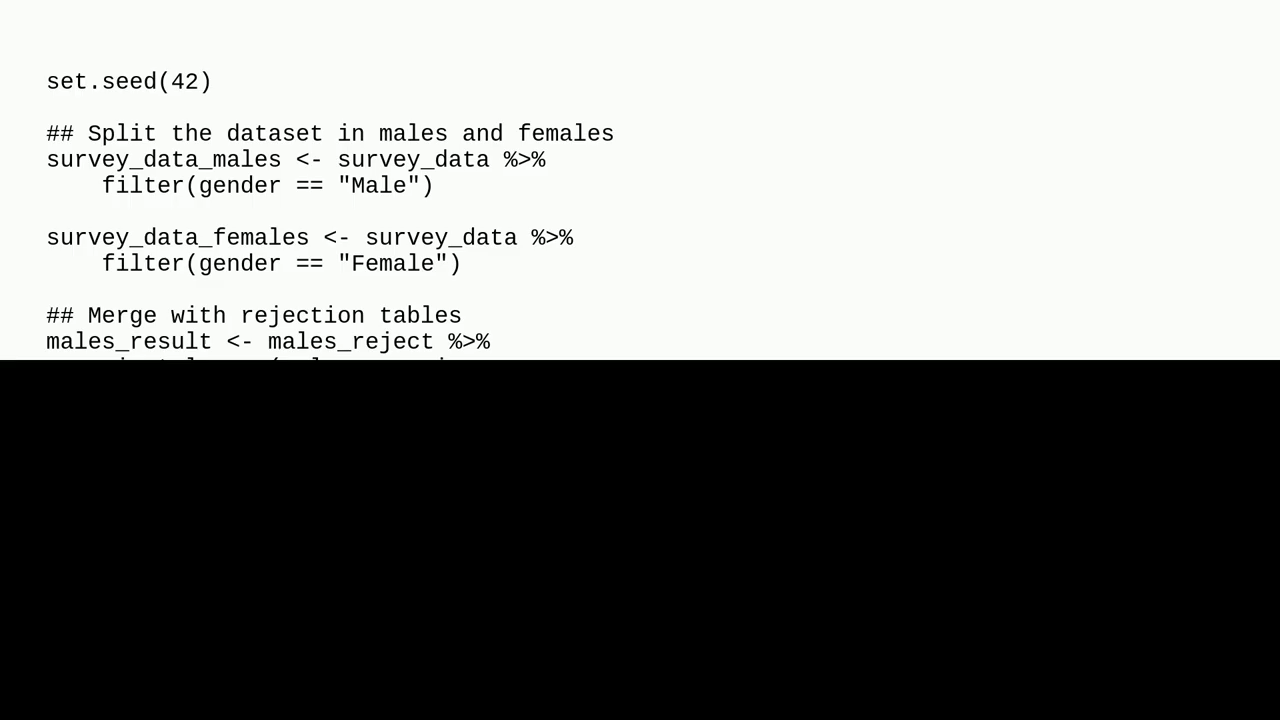 set.seed(42)
## Split the dataset in males and females
survey_data_males <- survey_data %>%
    filter(gender == "Male")
survey_data_females <- survey_data %>%
    filter(gender == "Female")
## Merge with rejection tables
males_result <- males_reject %>%